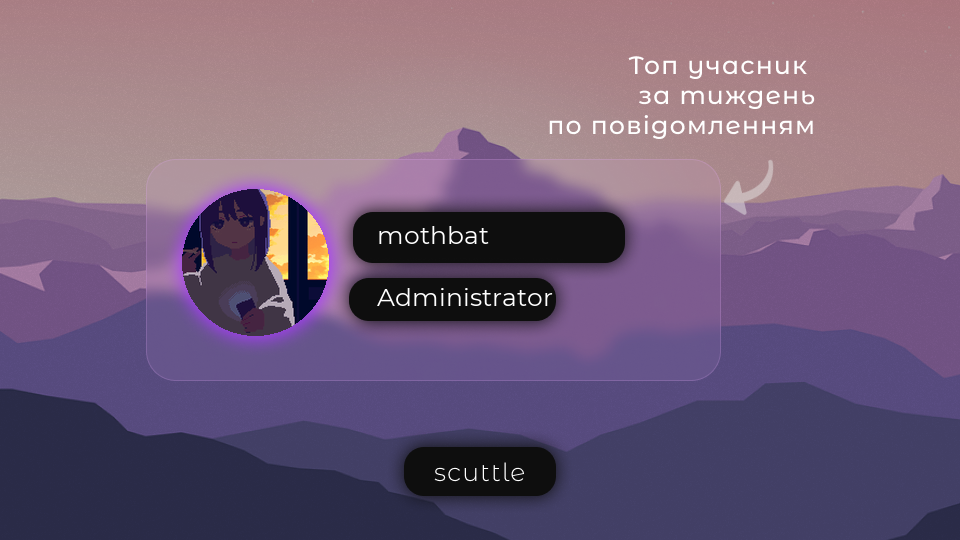 Топ учасник
за тиждень
по повідомленням
mothbat
Administrator
scuttle